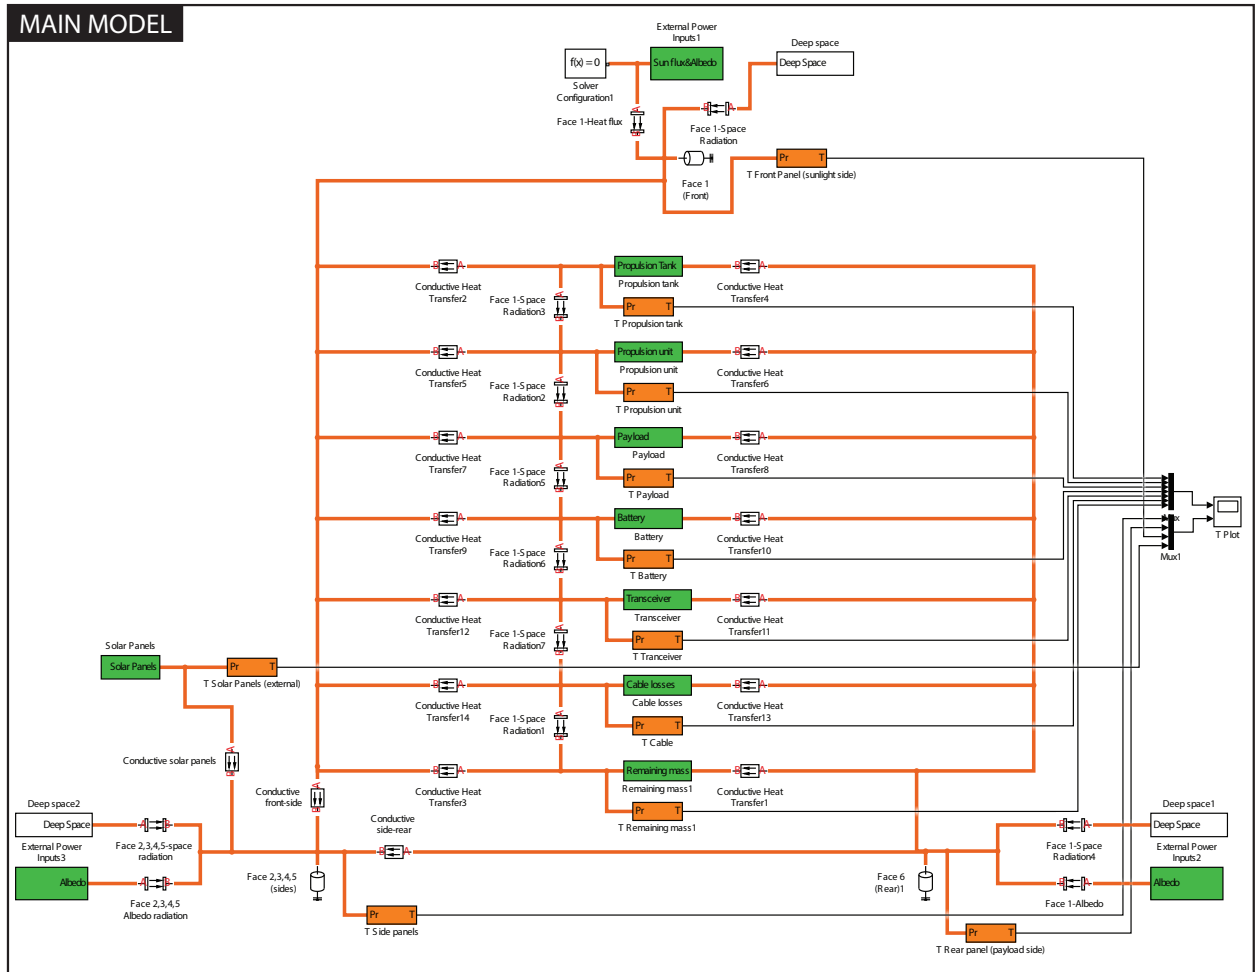 MAIN MODEL
External Power
Inputs1
Deep space
f(x) = 0
Sun flux&Albedo
Deep Space
Solver
Configuration1
A
B
Face 1-Heat flux
B
A
Face 1-Space
Radiation
Face 1
(Front)
Pr
T
T Front Panel (sunlight side)
B
A
Conductive Heat
Transfer2
Face 1-Space
Radiation3
A
B
Propulsion Tank
Propulsion tank
Pr
T
T Propulsion tank
B
A
Conductive Heat
Transfer4
B
A
Conductive Heat
Transfer5
Face 1-Space
Radiation2
A
B
Propulsion unit
Propulsion unit
Pr
T
T Propulsion unit
B
A
Conductive Heat
Transfer6
B
A
Conductive Heat
Transfer7
Face 1-Space
Radiation5
A
B
Payload
Payload
Pr
T
T Payload
B
A
Conductive Heat
Transfer8
B
A
Conductive Heat
Transfer9
Face 1-Space
Radiation6
A
B
Battery
Battery
Pr
T
T Battery
B
A
Conductive Heat
Transfer10
T Plot
Mux1
B
A
Conductive Heat
Transfer12
Face 1-Space
Radiation7
A
B
Transceiver
Transceiver
Pr
T
T Tranceiver
B
A
Conductive Heat
Transfer11
Solar Panels
Solar Panels
Pr
T
T Solar Panels (external)
B
A
Conductive Heat
Transfer14
Face 1-Space
Radiation1
A
B
Cable losses
Cable losses
Pr
T
T Cable
B
A
Conductive Heat
Transfer13
A
B
Conductive solar panels
Conductive
front-side
A
B
B
A
Conductive Heat
Transfer3
Remaining mass
Remaining mass1
Pr
T
T Remaining mass1
B
A
Conductive Heat
Transfer1
Deep space2
Deep Space
A
B
Face 2,3,4,5-space
radiation
Conductive
side-rear
B
A
Deep space1
Deep Space
B
A
Face 1-Space
Radiation4
External Power
Inputs3
Albedo
A
B
Face 2,3,4,5
Albedo radiation
Face 2,3,4,5
(sides)
Pr
T
T Side panels
Face 6
(Rear)1
External Power
Inputs2
Albedo
B
A
Face 1-Albedo
Pr
T
T Rear panel (payload side)